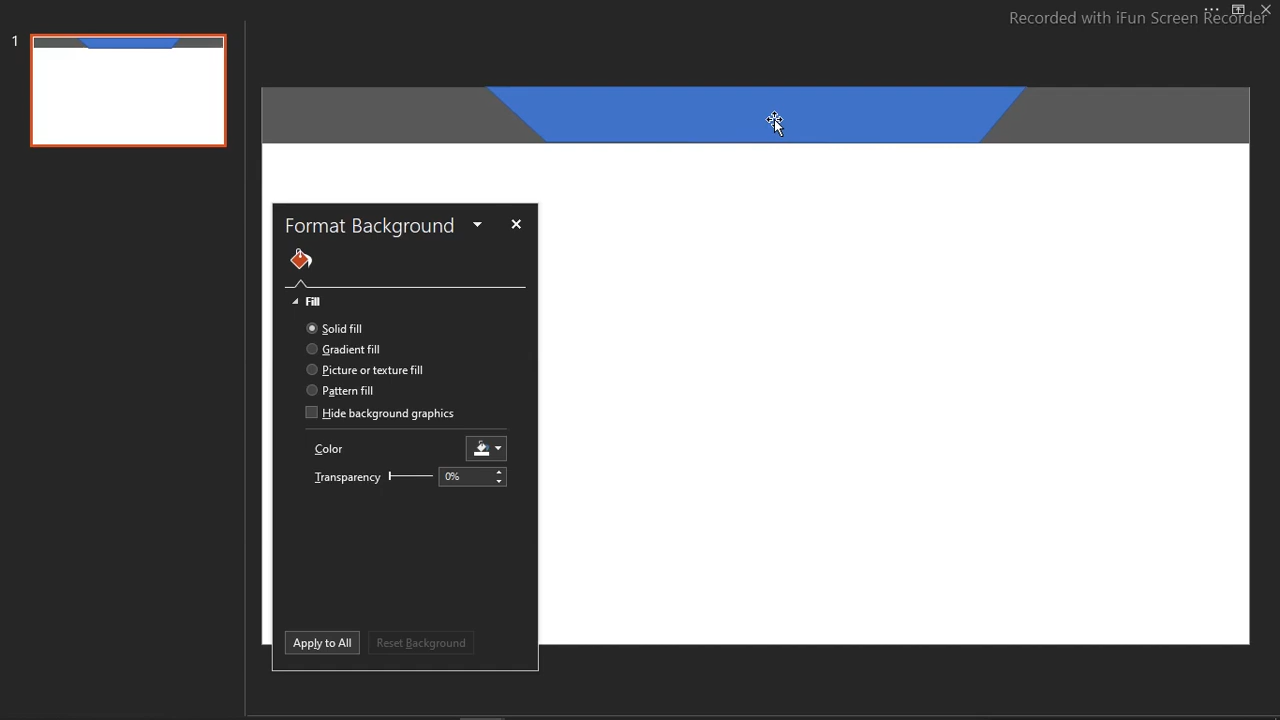 Recorded with iFun Screen Recorder
1
Format Background
Fill
Solid fill
Gradient fill
Picture or texture fill
Pattern fill
Hide background graphics
Color
Transparency 0%
Apply to All Reset Background